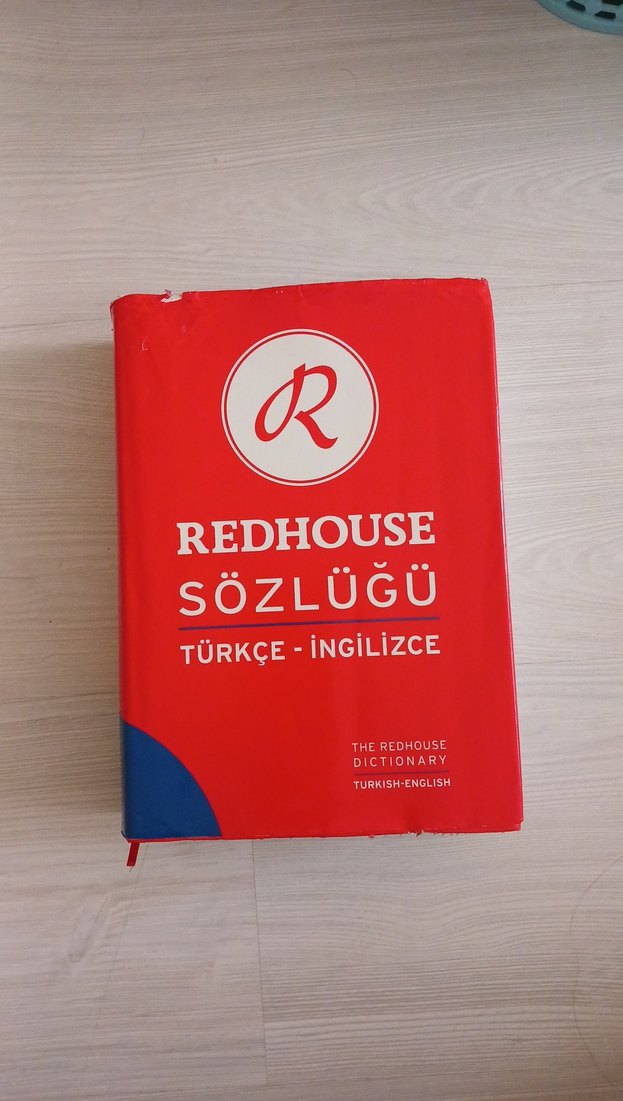 R
REDHOUSE
SÖZLÜĞÜ
TÜRKÇE - İNGİLİZCE
THE REDHOUSE
DICTIONARY
TURKISH-ENGLISH